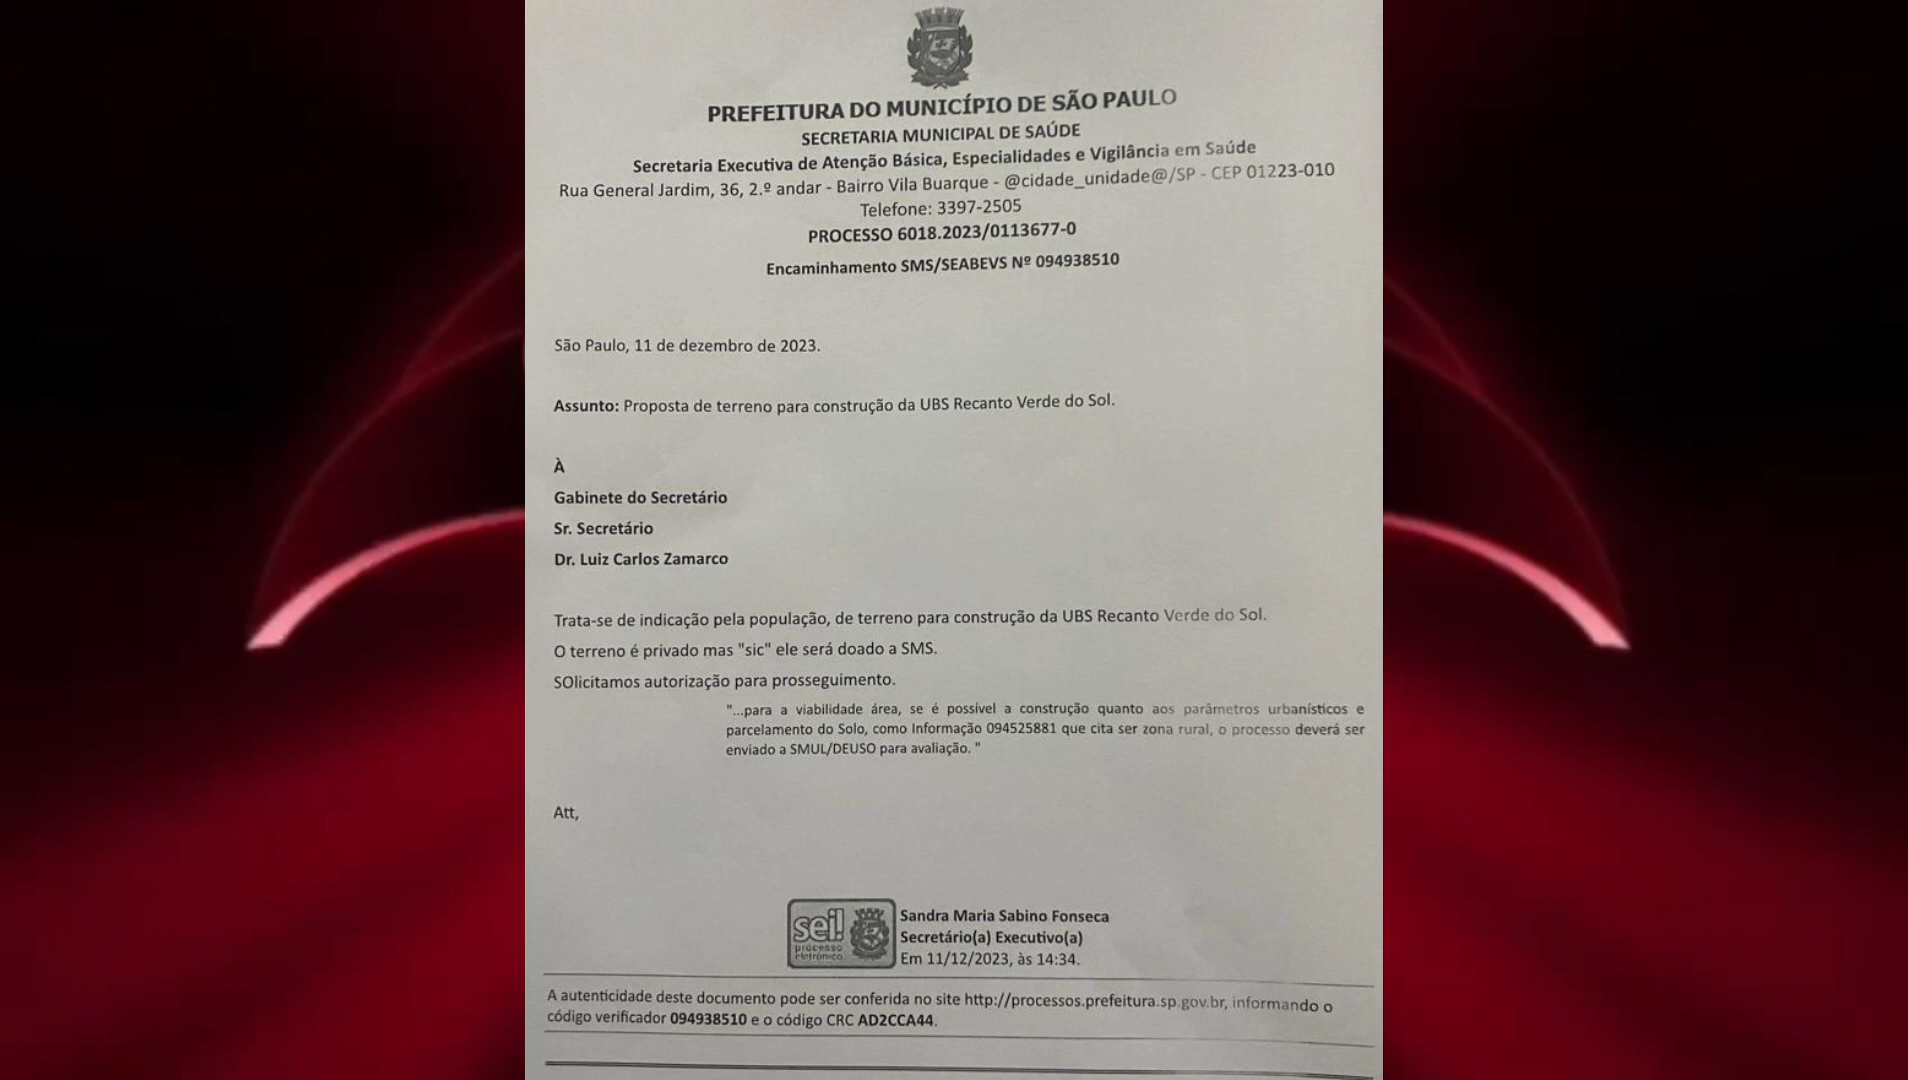 PREFEITURA DO MUNICÍPIO DE SÃO PAULO
SECRETARIA MUNICIPAL DE SAÚDE
Secretaria Executiva de Atenção Básica, Especialidades e Vigilância em Saúde
Rua General Jardim, 36, 2.º andar - Bairro Vila Buarque - @cidade_unidade@/SP - CEP 01223-010
Telefone: 3397-2505
PROCESSO 6018.2023/0113677-0
Encaminhamento SMS/SEABEVS Nº 094938510
São Paulo, 11 de dezembro de 2023.
Assunto: Proposta de terreno para construção da UBS Recanto Verde do Sol.
À
Gabinete do Secretário
Sr. Secretário
Dr. Luiz Carlos Zamarco
Trata-se de indicação pela população, de terreno para construção da UBS Recanto Verde do Sol.
O terreno é privado mas "sic" ele será doado a SMS.
SOlicitamos autorização para prosseguimento.
"...para a viabilidade área, se é possível a construção quanto aos parâmetros urbanísticos e
parcelamento do Solo, como Informação 094525881 que cita ser zona rural, o processo deverá ser
enviado a SMUL/DEUSO para avaliação. "
Att,
sei!
processo
eletrônico
Sandra Maria Sabino Fonseca
Secretário(a) Executivo(a)
Em 11/12/2023, às 14:34.
A autenticidade deste documento pode ser conferida no site http://processos.prefeitura.sp.gov.br, informando o
código verificador 094938510 e o código CRC AD2CCA44.